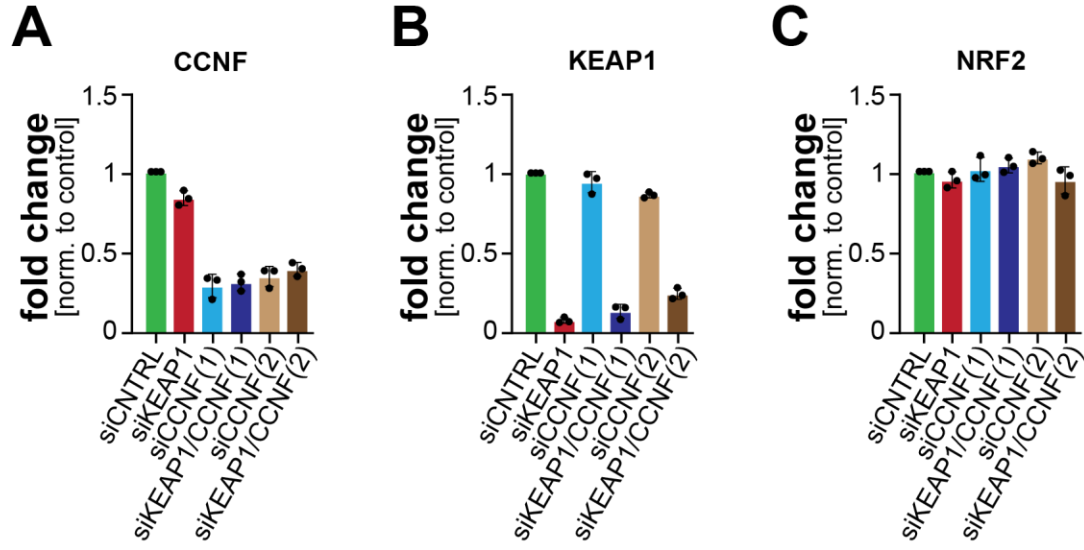 A
CCNF
fold change
[norm. to control]
1.5
1
0.5
0
siCNTRL
siKEAP1
siCCNF(1)
siKEAP1/CCNF(1)
siCCNF(2)
siKEAP1/CCNF(2)
B
KEAP1
fold change
[norm. to control]
1.5
1
0.5
0
siCNTRL
siKEAP1
siCCNF(1)
siKEAP1/CCNF(1)
siCCNF(2)
siKEAP1/CCNF(2)
C
NRF2
fold change
[norm. to control]
1.5
1
0.5
0
siCNTRL
siKEAP1
siCCNF(1)
siKEAP1/CCNF(1)
siCCNF(2)
siKEAP1/CCNF(2)